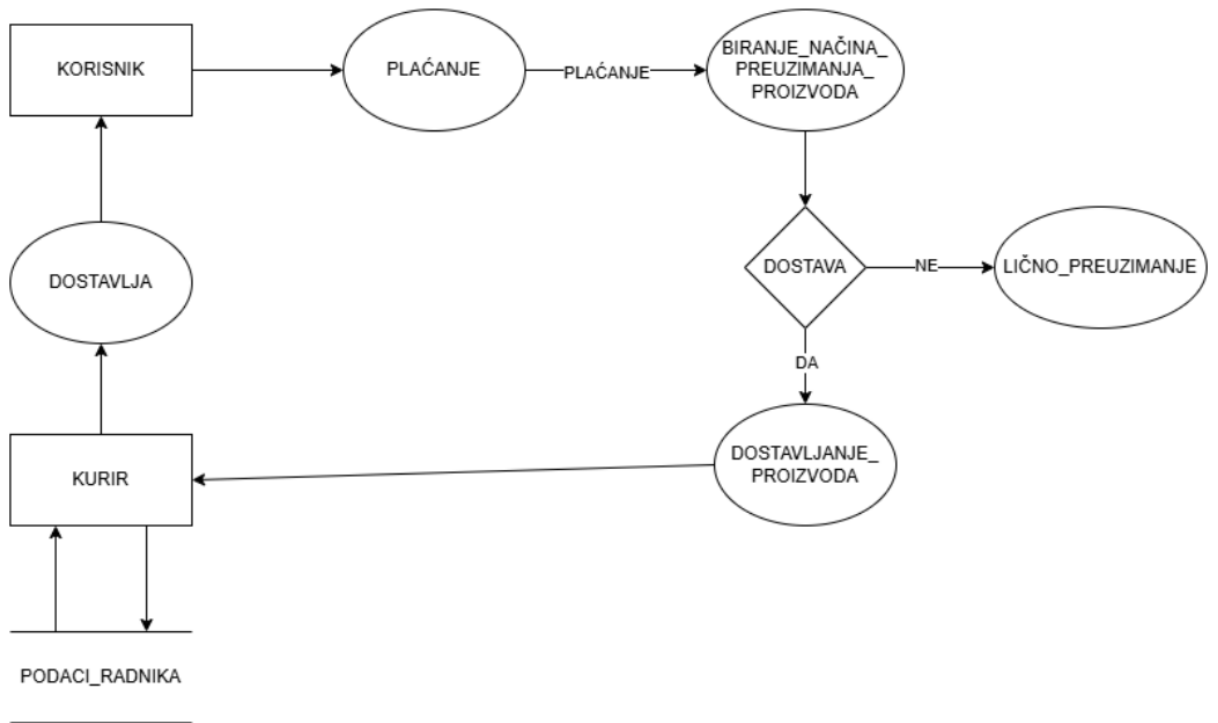 KORISNIK
PLAĆANJE
PLAĆANJE
BIRANJE_NAČINA_
PREUZIMANJA_
PROIZVODA
DOSTAVLJA
DOSTAVA
NE
LIČNO_PREUZIMANJE
DA
DOSTAVLJANJE_
PROIZVODA
KURIR
PODACI_RADNIKA